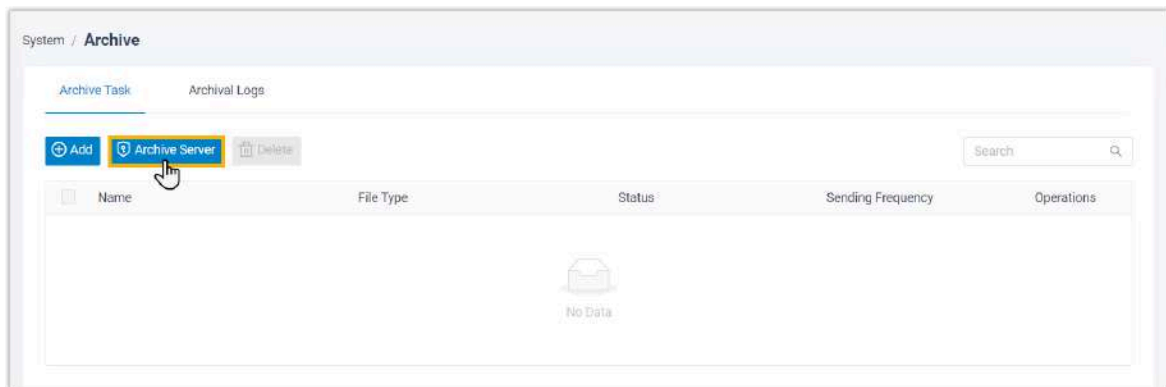 System / Archive
Archive Task Archival Logs
Add Archive Server Delete Search
Name File Type Status Sending Frequency Operations
No Data